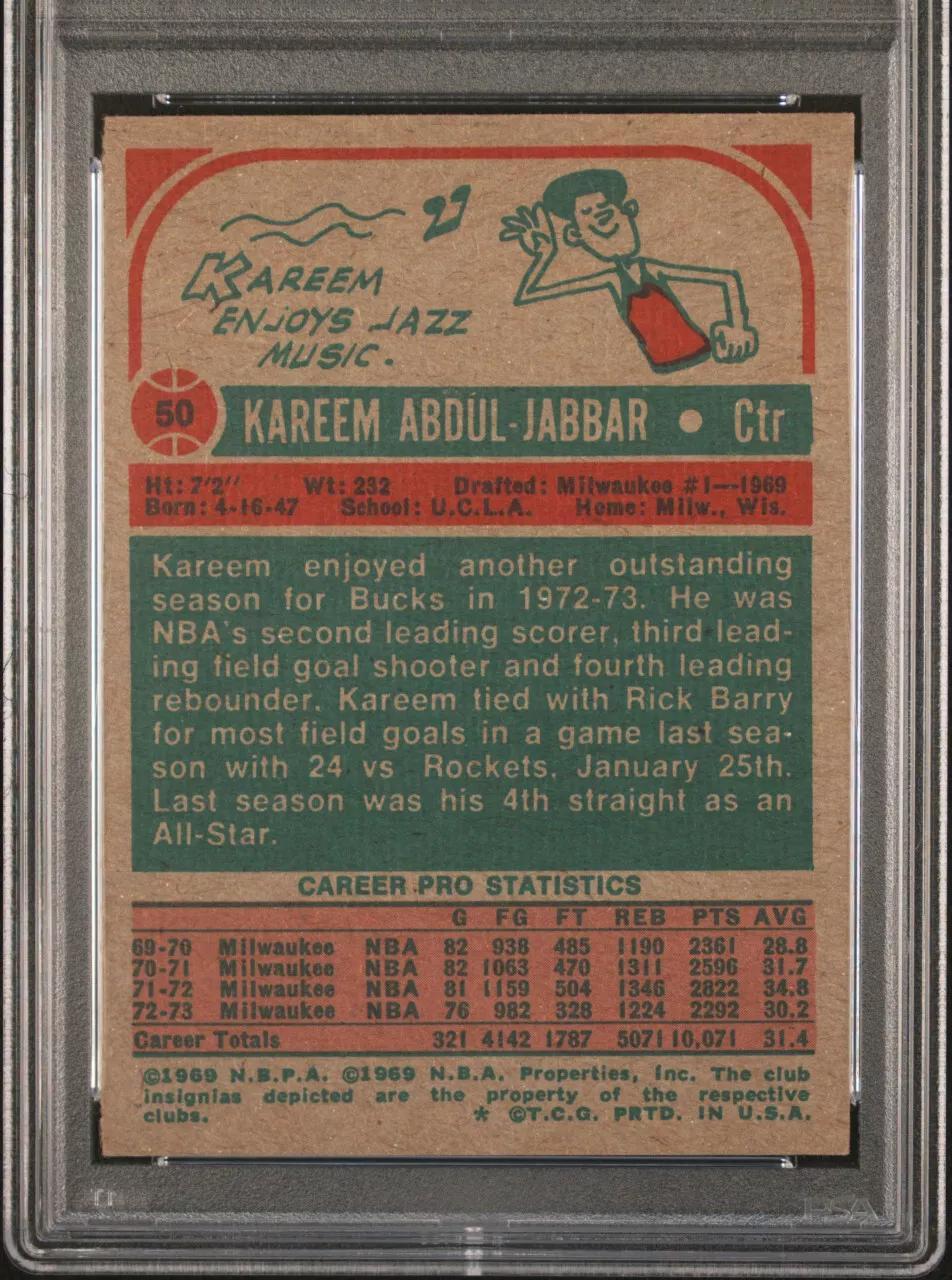 KAREEM
ENJOYS JAZZ
MUSIC.
50 KAREEM ABDUL-JABBAR • Ctr
Ht: 7'2'' Wt: 232 Drafted: Milwaukee #1--1969
Born: 4-16-47 School: U.C.L.A. Home: Milw., Wis.
Kareem enjoyed another outstanding
season for Bucks in 1972-73. He was
NBA's second leading scorer, third lead-
ing field goal shooter and fourth leading
rebounder. Kareem tied with Rick Barry
for most field goals in a game last sea-
son with 24 vs Rockets, January 25th.
Last season was his 4th straight as an
All-Star.
CAREER PRO STATISTICS
G FG FT REB PTS AVG
69-70 Milwaukee NBA 82 938 485 1190 2361 28.8
70-71 Milwaukee NBA 82 1063 470 1311 2596 31.7
71-72 Milwaukee NBA 81 1159 504 1346 2822 34.8
72-73 Milwaukee NBA 76 982 328 1224 2292 30.2
Career Totals 321 4142 1787 5071 10,071 31.4
©1969 N.B.P.A. ©1969 N.B.A. Properties, Inc. The club
insignias depicted are the property of the respective
clubs. * ©T.C.G. PRTD. IN U.S.A.
PSA